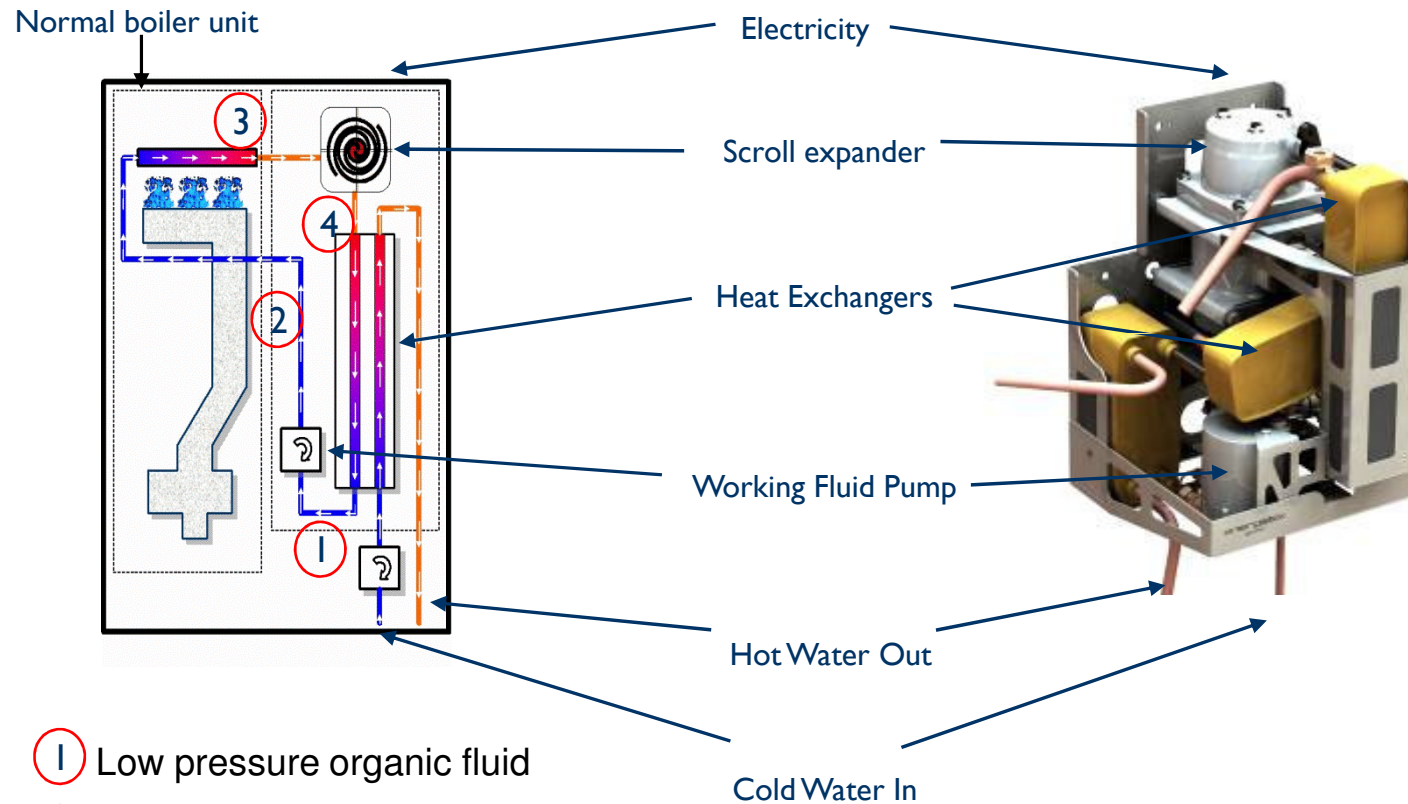 Normal boiler unit
Electricity
3
Scroll expander
4
Heat Exchangers
2
Working Fluid Pump
1
Hot Water Out
1 Low pressure organic fluid
Cold Water In